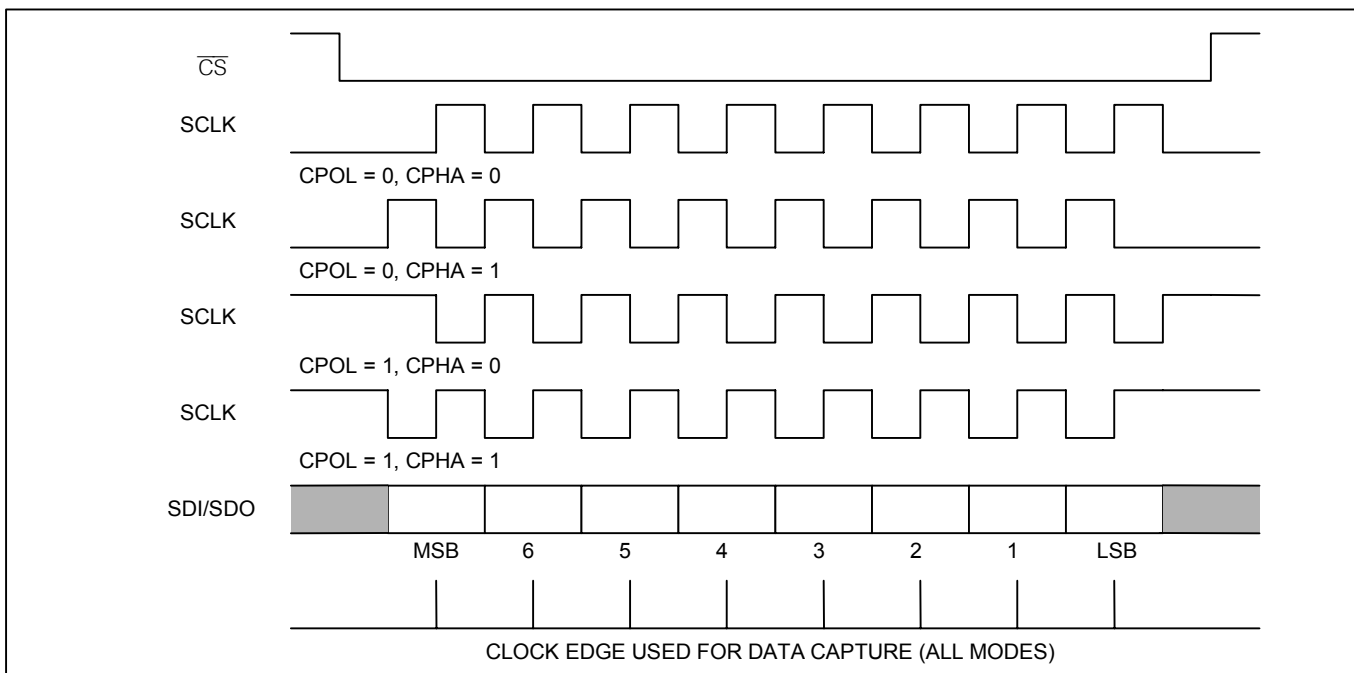 C̅S̅
SCLK
CPOL = 0, CPHA = 0
SCLK
CPOL = 0, CPHA = 1
SCLK
CPOL = 1, CPHA = 0
SCLK
CPOL = 1, CPHA = 1
SDI/SDO
MSB 6 5 4 3 2 1 LSB
CLOCK EDGE USED FOR DATA CAPTURE (ALL MODES)